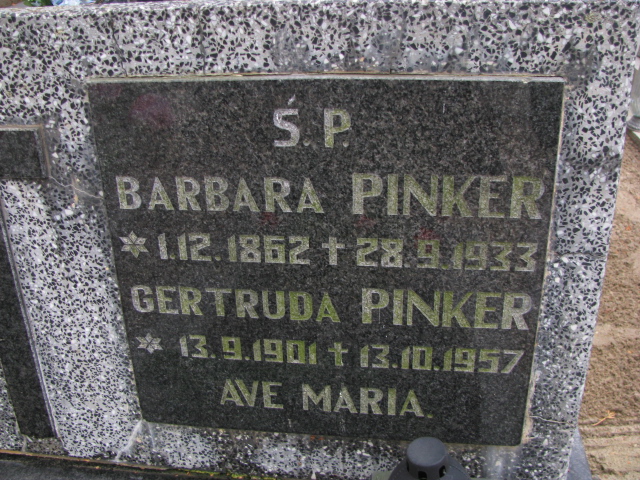 Ś.P.
BARBARA PINKER
* 1.12.1862 + 28.9.1933
GERTRUDA PINKER
* 13.9.1901 + 13.10.1957
AVE MARIA.